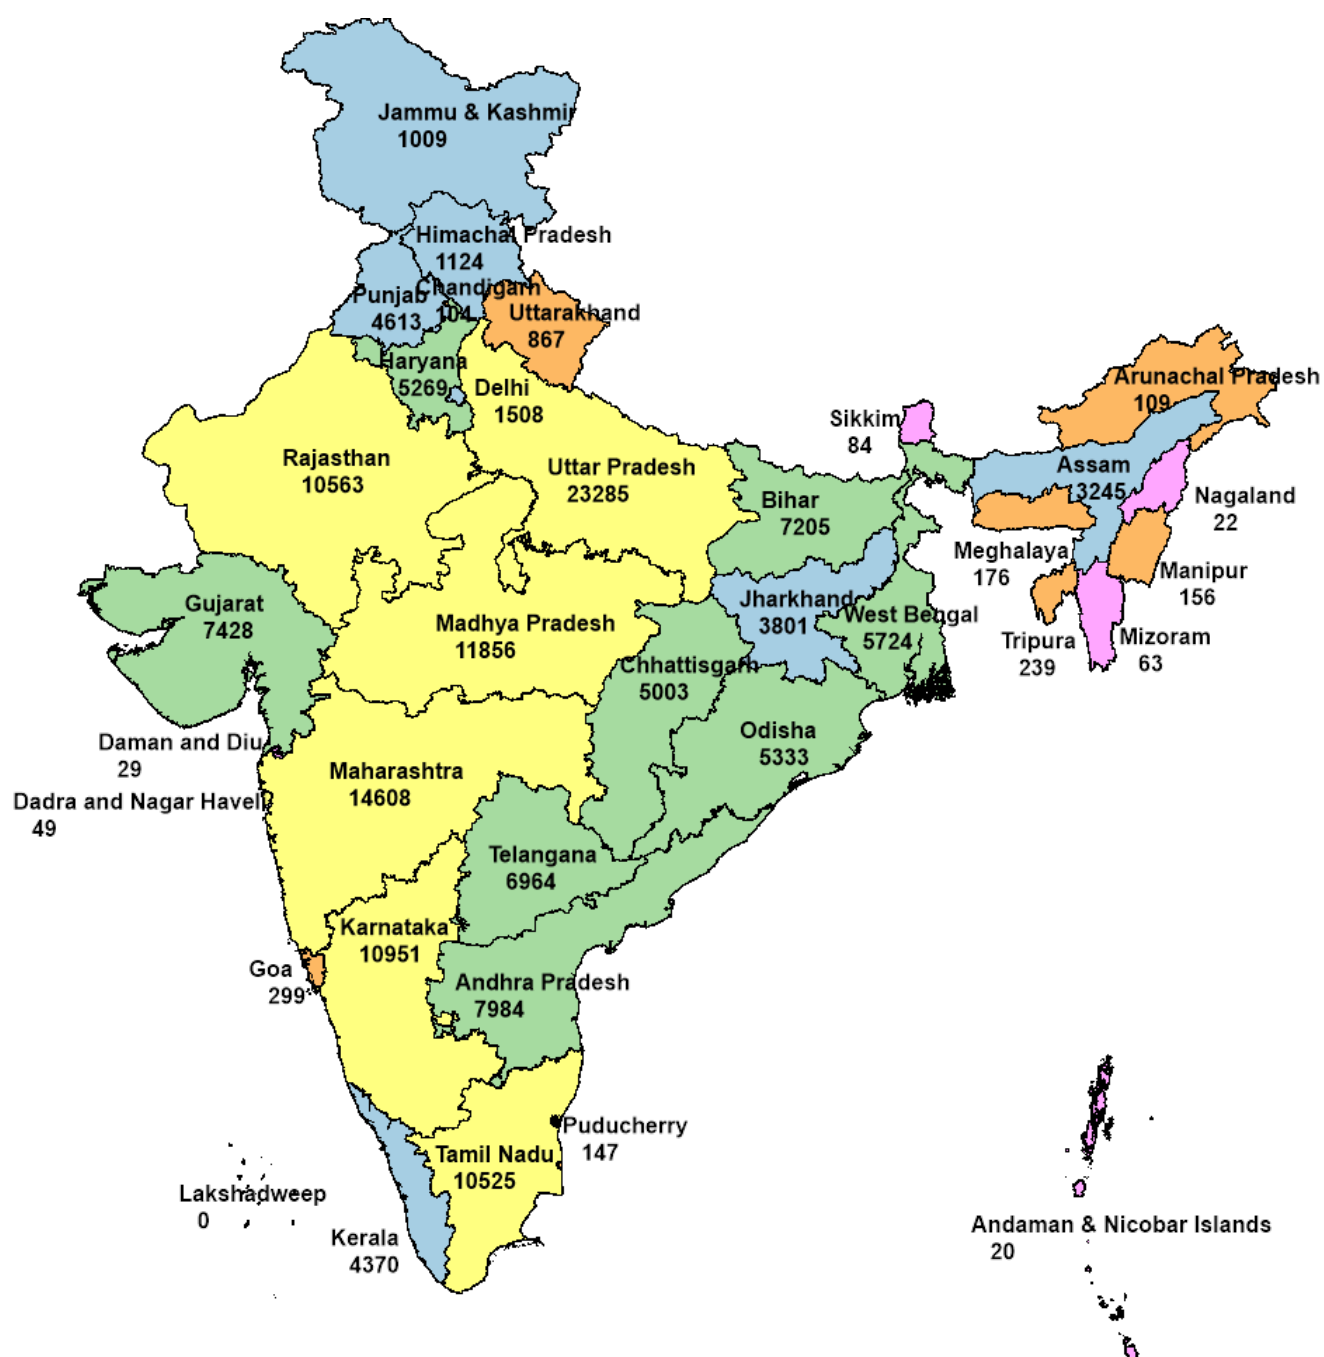 Jammu & Kashmir
1009
Himachal Pradesh
1124
Chandigarh
104
Punjab
4613
Uttarakhand
867
Haryana
5269
Delhi
1508
Arunachal Pradesh
109
Sikkim
84
Rajasthan
10563
Uttar Pradesh
23285
Bihar
7205
Assam
3245
Nagaland
22
Meghalaya
176
Manipur
156
Tripura
239
Mizoram
63
Gujarat
7428
Madhya Pradesh
11856
Jharkhand
3801
West Bengal
5724
Chhattisgarh
5003
Odisha
5333
Daman and Diu
29
Dadra and Nagar Haveli
49
Maharashtra
14608
Telangana
6964
Karnataka
10951
Goa
299
Andhra Pradesh
7984
Puducherry
147
Tamil Nadu
10525
Lakshadweep
0
Kerala
4370
Andaman & Nicobar Islands
20